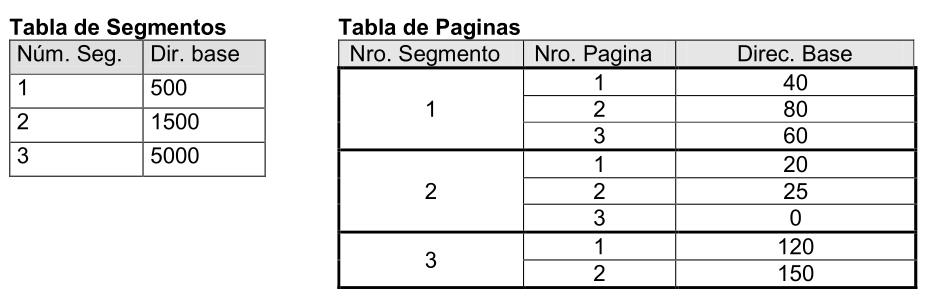 Tabla de Segmentos
Núm. Seg. Dir. base
1 500
2 1500
3 5000
Tabla de Paginas
Nro. Segmento Nro. Pagina Direc. Base
1 1 40
2 80
3 60
2 1 20
2 25
3 0
3 1 120
2 150